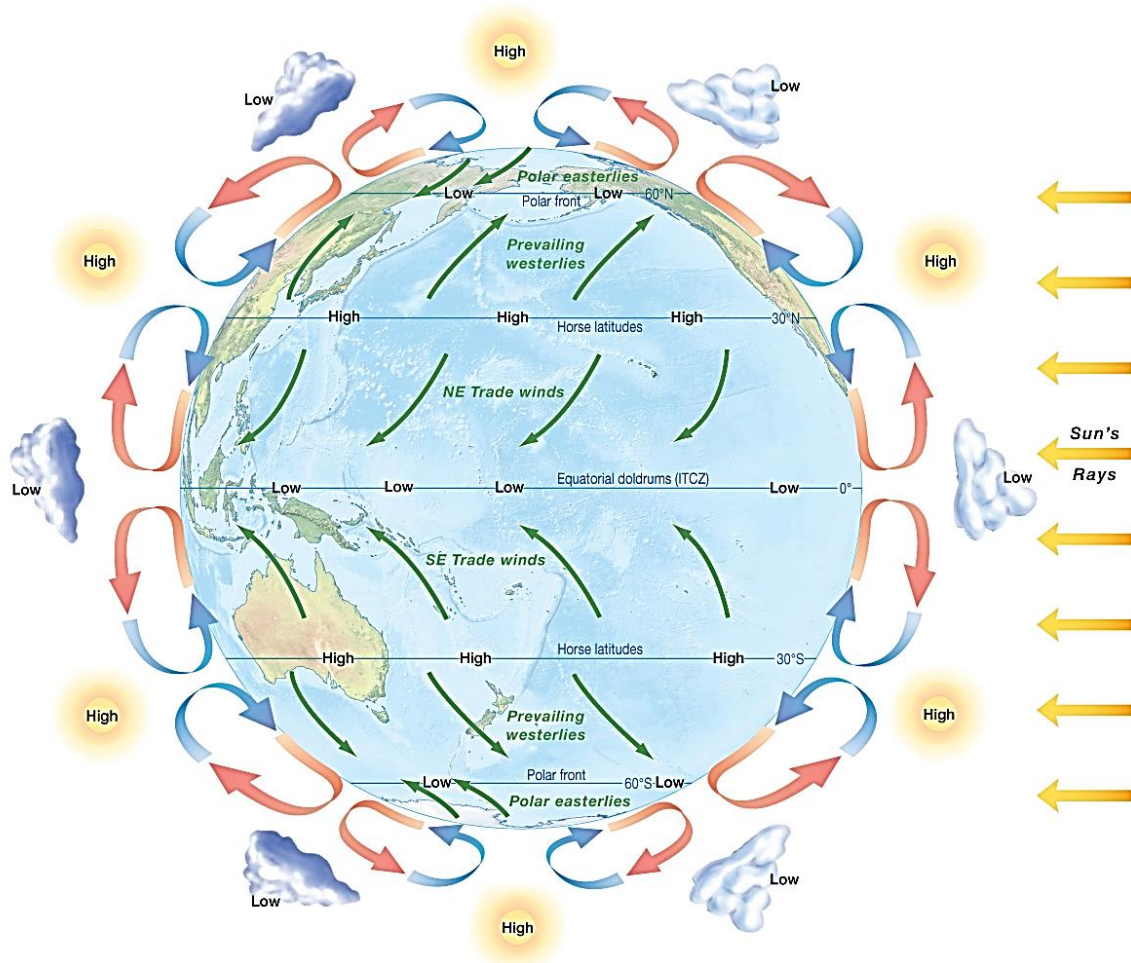 High
Low
Low
Polar easterlies
Low
Low
60°N
Polar front
High
Prevailing
westerlies
High
High
High
High
30°N
Horse latitudes
NE Trade winds
Sun's
Rays
Low
Equatorial doldrums (ITCZ)
Low
Low
Low
Low
0°
Low
SE Trade winds
Horse latitudes
High
High
High
30°S
High
Prevailing
westerlies
High
Polar front
Low
60°S
Low
Polar easterlies
Low
Low
High